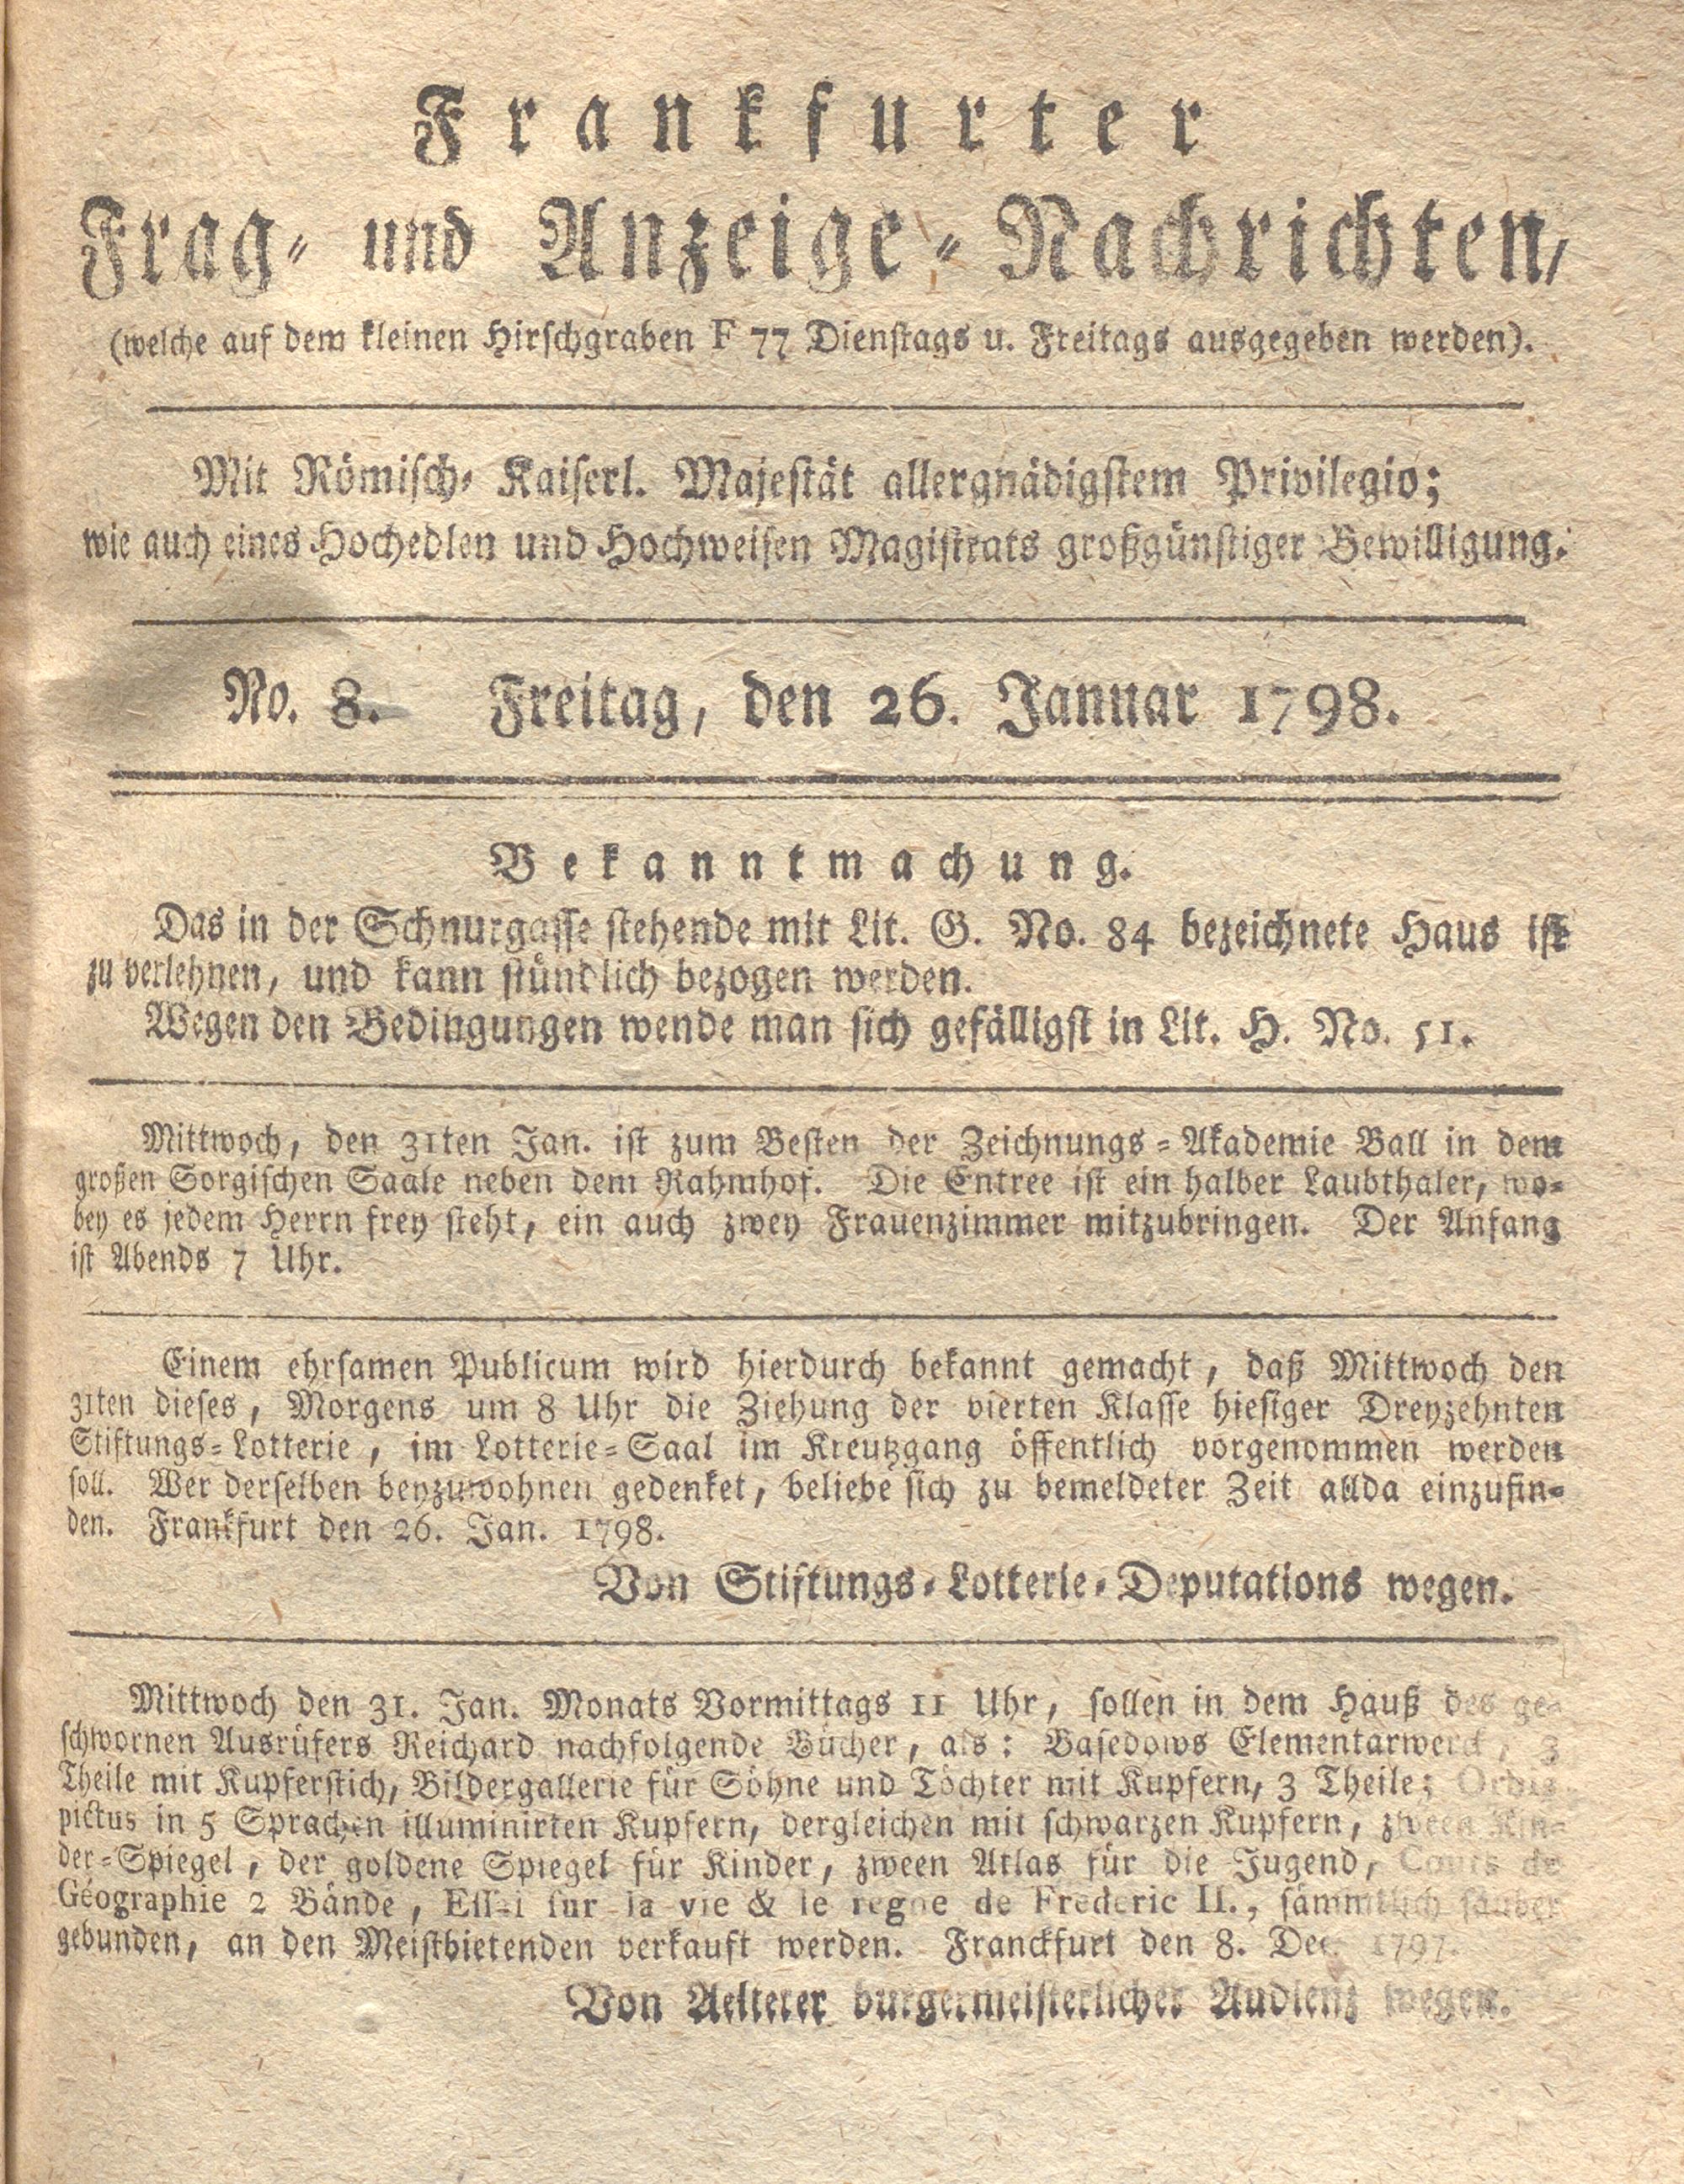 Frankfurter
Frag- und Anzeige-Nachrichten,
(welche auf dem kleinen Hirschgraben F 77 Dienstags u. Freitags ausgegeben werden).
Mit Römisch- Kaiserl. Majestät allergnädigstem Privilegio;
wie auch eines Hochedlen und Hochweisen Magistrats großgünstiger Bewilligung.
No. 8. Freitag, den 26. Januar 1798.
Bekanntmachung.
Das in der Schnurgasse stehende mit Lit. G. No. 84 bezeichnete Haus ist
zu verlehnen, und kann stündlich bezogen werden.
Wegen den Bedingungen wende man sich gefälligst in Lit. H. No. 51.
Mittwoch, den 31ten Jan. ist zum Besten der Zeichnungs-Akademie Ball in dem
großen Sorgischen Saale neben dem Rahmhof. Die Entree ist ein halber Laubthaler, wo-
bey es jedem Herrn frey steht, ein auch zwey Frauenzimmer mitzubringen. Der Anfang
ist Abends 7 Uhr.
Einem ehrsamen Publicum wird hierdurch bekannt gemacht, daß Mittwoch den
31ten dieses, Morgens um 8 Uhr die Ziehung der vierten Klasse hiesiger Dreyzehnten
Stiftungs-Lotterie, im Lotterie-Saal im Kreutzgang öffentlich vorgenommen werden
soll. Wer derselben beyzuwohnen gedenket, beliebe sich zu bemeldeter Zeit allda einzufin-
den. Frankfurt den 26. Jan. 1798.
Von Stiftungs-Lotterie-Deputations wegen.
Mittwoch den 31. Jan. Monats Vormittags 11 Uhr, sollen in dem Hauß des ge-
schwornen Ausrüfers Reichard nachfolgende Bücher, als: Basedows Elementarwerck, 3
Theile mit Kupferstich, Bildergallerie für Söhne und Töchter mit Kupfern, 3 Theile; Orbis
pictus in 5 Sprachen illuminirten Kupfern, dergleichen mit schwarzen Kupfern, zween Kin-
der-Spiegel, der goldene Spiegel für Kinder, zween Atlas für die Jugend, Cours de
Géographie 2 Bände, Essai sur la vie & le regne de Frederic II., sämmtlich sauber
gebunden, an den Meistbietenden verkauft werden. Franckfurt den 8. Dec. 1797.
Von Aelterer burgermeisterlicher Audienz wegen.